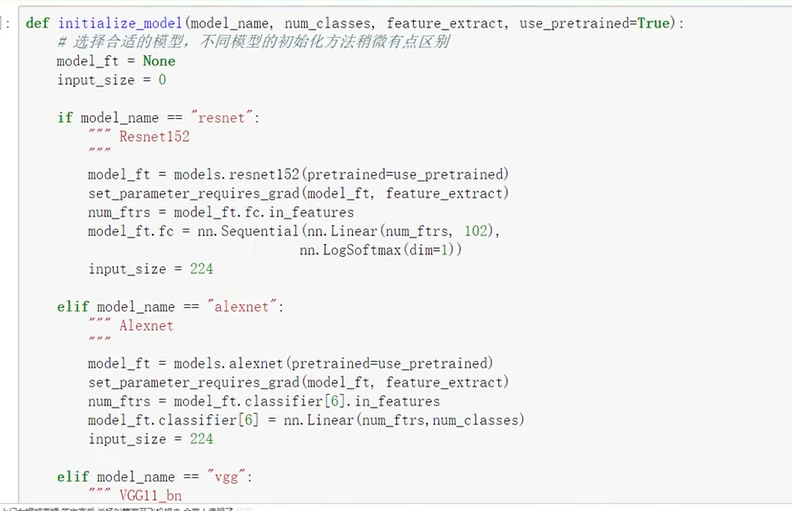 ]: def initialize_model(model_name, num_classes, feature_extract, use_pretrained=True):
    # 选择合适的模型，不同模型的初始化方法稍微有点区别
    model_ft = None
    input_size = 0

    if model_name == "resnet":
        """ Resnet152
        """
        model_ft = models.resnet152(pretrained=use_pretrained)
        set_parameter_requires_grad(model_ft, feature_extract)
        num_ftrs = model_ft.fc.in_features
        model_ft.fc = nn.Sequential(nn.Linear(num_ftrs, 102),
                                    nn.LogSoftmax(dim=1))
        input_size = 224

    elif model_name == "alexnet":
        """ Alexnet
        """
        model_ft = models.alexnet(pretrained=use_pretrained)
        set_parameter_requires_grad(model_ft, feature_extract)
        num_ftrs = model_ft.classifier[6].in_features
        model_ft.classifier[6] = nn.Linear(num_ftrs,num_classes)
        input_size = 224

    elif model_name == "vgg":
        """ VGG11_bn